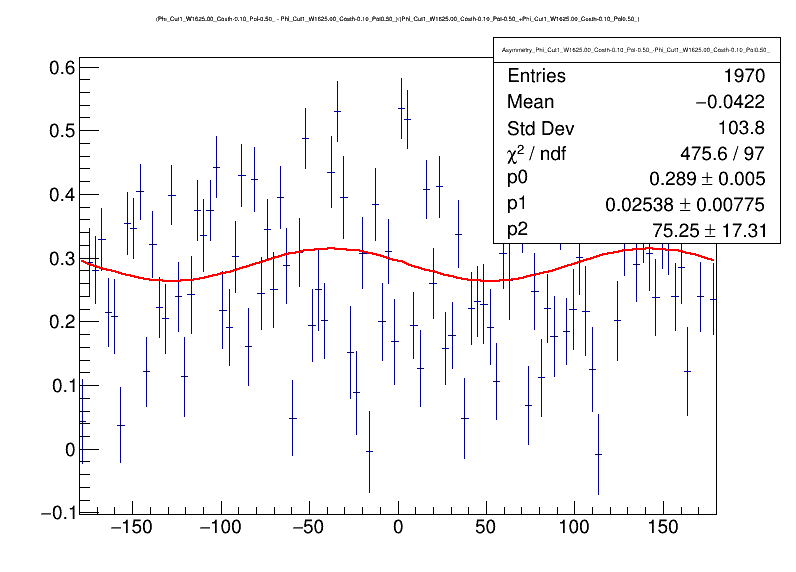 (Phi_Cut1_W1625.00_Costh-0.10_Pol-0.50_ - Phi_Cut1_W1625.00_Costh-0.10_Pol0.50_)/(Phi_Cut1_W1625.00_Costh-0.10_Pol-0.50_+Phi_Cut1_W1625.00_Costh-0.10_Pol0.50_)
Asymmetry_Phi_Cut1_W1625.00_Costh-0.10_Pol-0.50_-Phi_Cut1_W1625.00_Costh-0.10_Pol0.50_
Entries 1970
Mean −0.0422
Std Dev 103.8
χ² / ndf 475.6 / 97
p0 0.289 ± 0.005
p1 0.02538 ± 0.00775
p2 75.25 ± 17.31
0.6
0.5
0.4
0.3
0.2
0.1
0
−0.1
−150 −100 −50 0 50 100 150